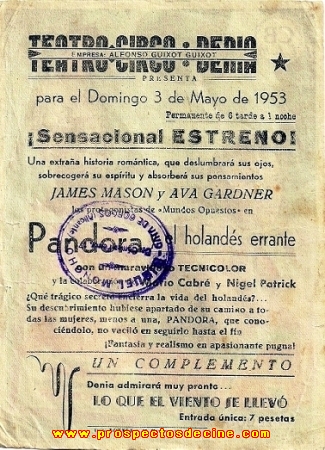 TEATRO-CIRCO • DENIA
EMPRESA: ALFONSO GUIXOT GUIXOT
PRESENTA
para el Domingo 3 de Mayo de 1953
Permanente de 6 tarde a 1 noche
¡Sensacional ESTRENO!
Una extraña historia romántica, que deslumbrará sus ojos,
sobrecogerá su espíritu y absorberá sus pensamientos
JAMES MASON y AVA GARDNER
los protagonistas de «Mundos Opuestos» en
Pandora holandés errante
TECNICOLOR
y la Cabré y Nigel Patrick
¿Qué trágico secreto encierra la vida del holandés?...
Su descubrimiento hubiese apartado de su camino a to-
das las mujeres, menos a una, PANDORA, que cono-
ciéndolo, no vaciló en seguirlo hasta el fin
¡Fantasía y realismo en apasionante pugna!
UN COMPLEMENTO
Denia admirará muy pronto...
LO QUE EL VIENTO SE LLEVÓ
Entrada única: 7 pesetas
www.prospectosdecine.com